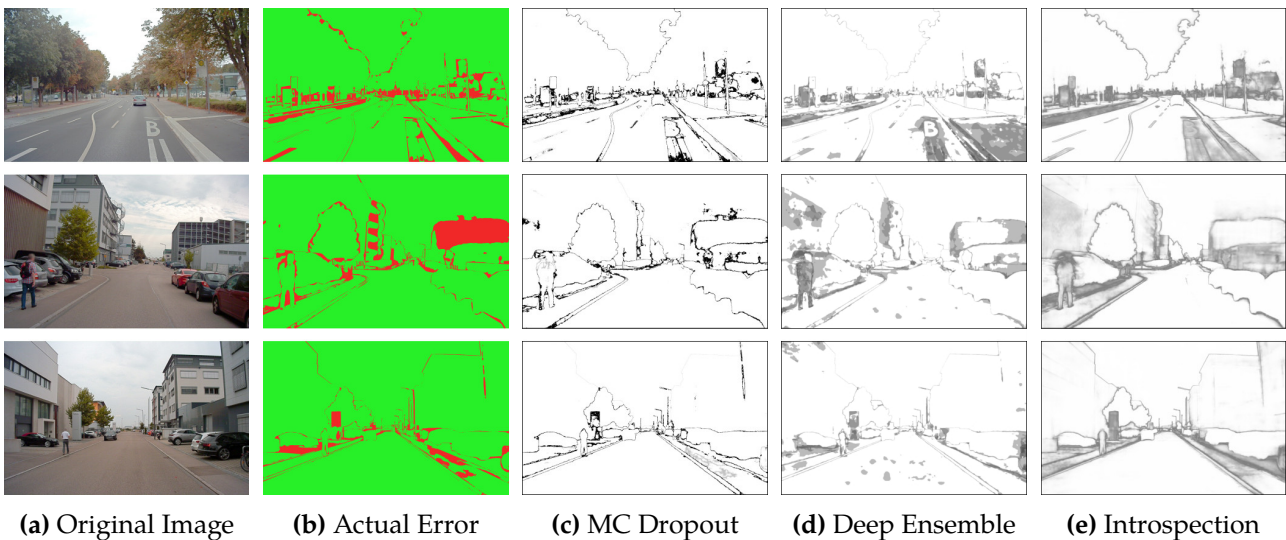 B
B
(a) Original Image (b) Actual Error (c) MC Dropout (d) Deep Ensemble (e) Introspection